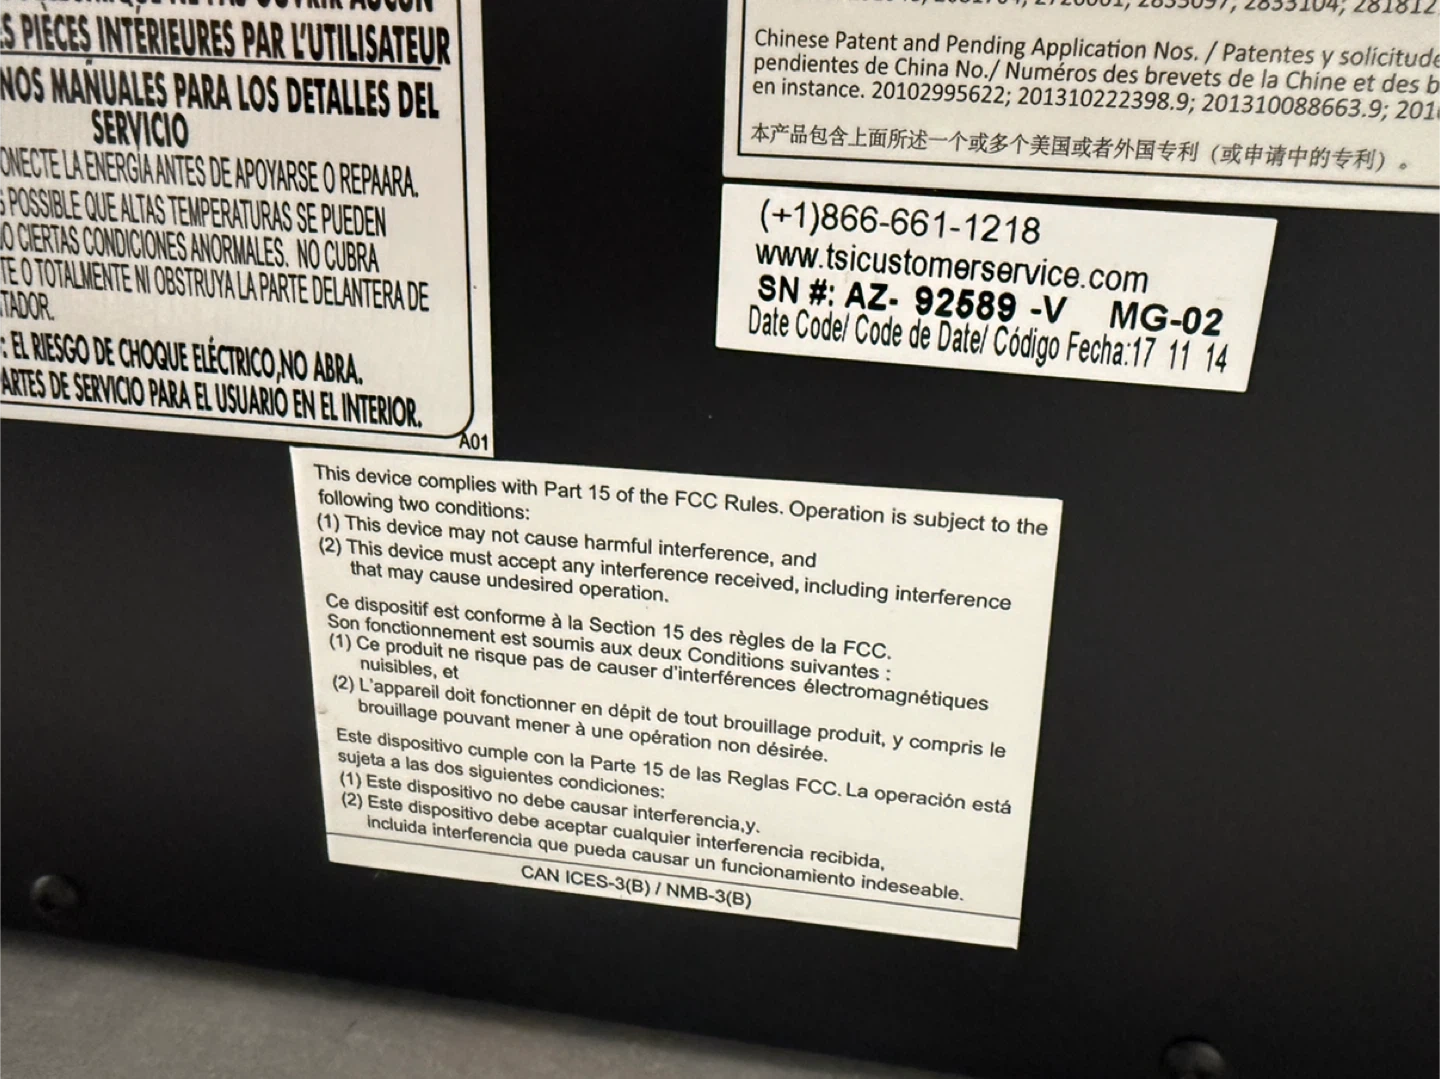 S PIÈCES INTÉRIEURES PAR L'UTILISATEUR
NOS MAÑUALES PARA LOS DETALLES DEL
SERVICIO
ONECTE LA ENERGÍA ANTES DE APOYARSE O REPAARA.
POSSIBLE QUE ALTAS TEMPERATURAS SE PUEDEN
O CIERTAS CONDICIONES ANORMALES. NO CUBRA
TE O TOTALMENTE NI OBSTRUYA LA PARTE DELANTERA DE
TADOR.
: EL RIESGO DE CHOQUE ELÉCTRICO,NO ABRA.
ARTES DE SERVICIO PARA EL USUARIO EN EL INTERIOR.
A01
Chinese Patent and Pending Application Nos. / Patentes y solicitude
pendientes de China No./ Numéros des brevets de la Chine et des b
en instance. 20102995622; 201310222398.9; 201310088663.9; 201
本产品包含上面所述一个或多个美国或者外国专利（或申请中的专利）。
(+1)866-661-1218
www.tsicustomerservice.com
SN #: AZ- 92589 -V MG-02
Date Code/ Code de Date/ Código Fecha:17 11 14
This device complies with Part 15 of the FCC Rules. Operation is subject to the
following two conditions:
(1) This device may not cause harmful interference, and
(2) This device must accept any interference received, including interference
that may cause undesired operation.
Ce dispositif est conforme à la Section 15 des règles de la FCC.
Son fonctionnement est soumis aux deux Conditions suivantes :
(1) Ce produit ne risque pas de causer d'interférences électromagnétiques
nuisibles, et
(2) L'appareil doit fonctionner en dépit de tout brouillage produit, y compris le
brouillage pouvant mener à une opération non désirée.
Este dispositivo cumple con la Parte 15 de las Reglas FCC. La operación está
sujeta a las dos siguientes condiciones:
(1) Este dispositivo no debe causar interferencia,y.
(2) Este dispositivo debe aceptar cualquier interferencia recibida,
incluida interferencia que pueda causar un funcionamiento indeseable.
CAN ICES-3(B) / NMB-3(B)